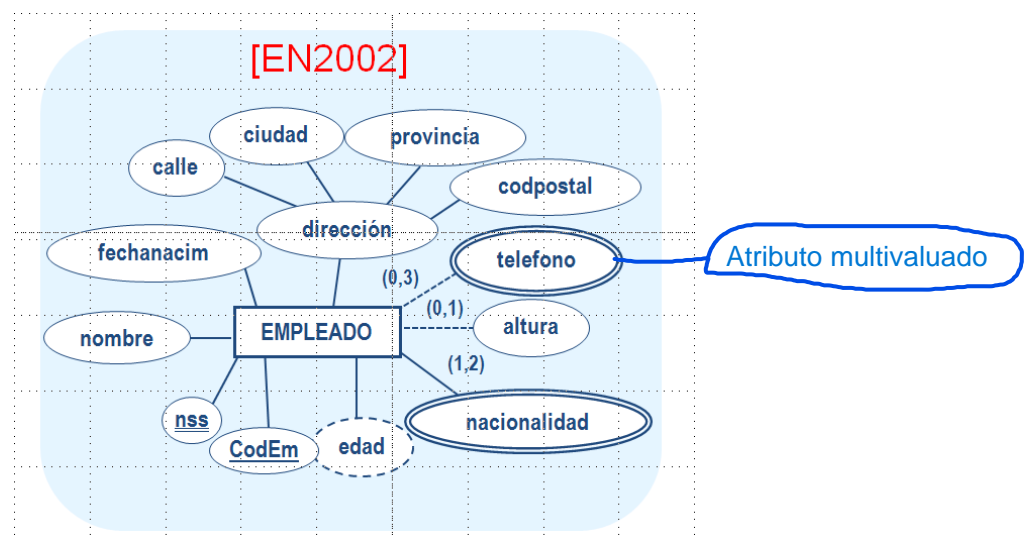 [EN2002]
ciudad
provincia
calle
codpostal
dirección
fechanacim
telefono
Atributo multivaluado
(0,3)
(0,1)
EMPLEADO
altura
nombre
(1,2)
nss
nacionalidad
CodEm
edad